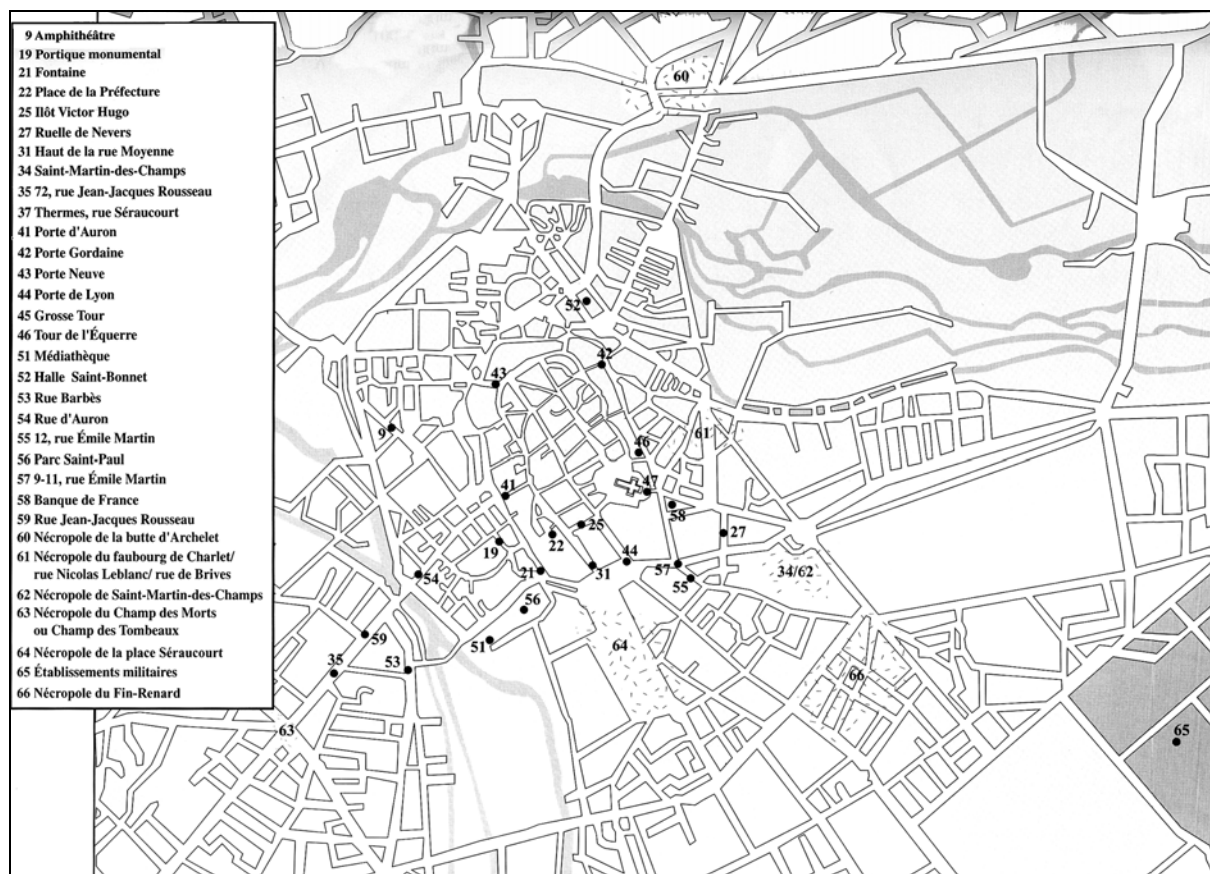 9 Amphithéâtre
19 Portique monumental
21 Fontaine
22 Place de la Préfecture
25 Ilôt Victor Hugo
27 Ruelle de Nevers
31 Haut de la rue Moyenne
34 Saint-Martin-des-Champs
35 72, rue Jean-Jacques Rousseau
37 Thermes, rue Séraucourt
41 Porte d'Auron
42 Porte Gordaine
43 Porte Neuve
44 Porte de Lyon
45 Grosse Tour
46 Tour de l'Équerre
51 Médiathèque
52 Halle Saint-Bonnet
53 Rue Barbès
54 Rue d'Auron
55 12, rue Émile Martin
56 Parc Saint-Paul
57 9-11, rue Émile Martin
58 Banque de France
59 Rue Jean-Jacques Rousseau
60 Nécropole de la butte d'Archelet
61 Nécropole du faubourg de Charlet/
rue Nicolas Leblanc/ rue de Brives
62 Nécropole de Saint-Martin-des-Champs
63 Nécropole du Champ des Morts
ou Champ des Tombeaux
64 Nécropole de la place Séraucourt
65 Établissements militaires
66 Nécropole du Fin-Renard
60
52
42
43
9
61
46
41
47
58
25
27
22
19
44
57
34/62
54
21
31
55
56
59
51
64
53
35
66
63
65